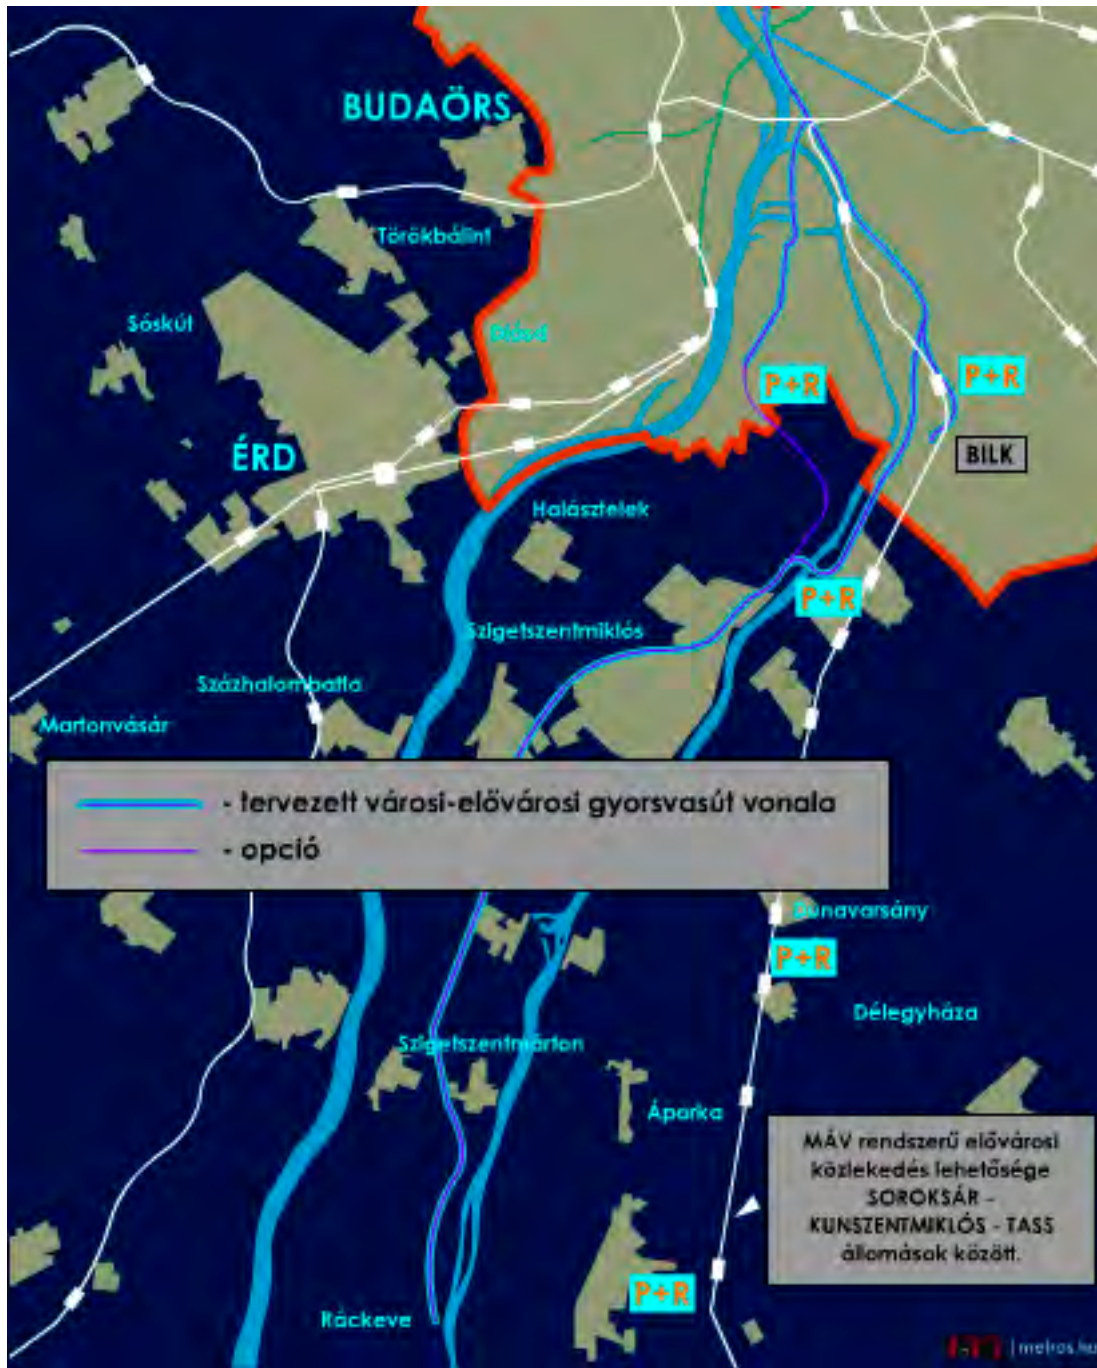 BUDAÖRS
Törökbálint
Sóskút
Diósd
P+R
P+R
ÉRD
BILK
Halásztelek
P+R
Szigetszentmiklós
Százhalombatta
Martonvásár
- tervezett városi-elővárosi gyorsvasút vonala
- opció
Dunavarsány
P+R
Délegyháza
Szigetszentmárton
Áporka
MÁV rendszerű elővárosi
közlekedés lehetősége
SOROKSÁR -
KUNSZENTMIKLÓS - TASS
állomások között.
P+R
Ráckeve